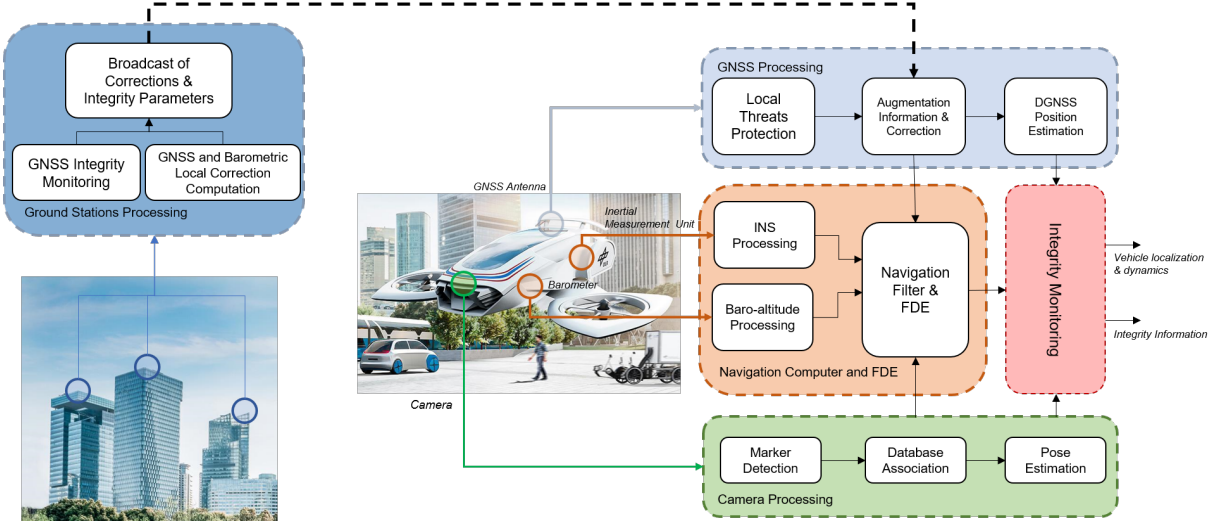 Broadcast of
Corrections &
Integrity Parameters
GNSS Integrity
Monitoring
GNSS and Barometric
Local Correction
Computation
Ground Stations Processing
GNSS Processing
Local
Threats
Protection
Augmentation
Information &
Correction
DGNSS
Position
Estimation
GNSS Antenna
Inertial
Measurement Unit
Barometer
Camera
INS
Processing
Baro-altitude
Processing
Navigation
Filter &
FDE
Navigation Computer and FDE
Integrity Monitoring
Vehicle localization
& dynamics
Integrity Information
Marker
Detection
Database
Association
Pose
Estimation
Camera Processing